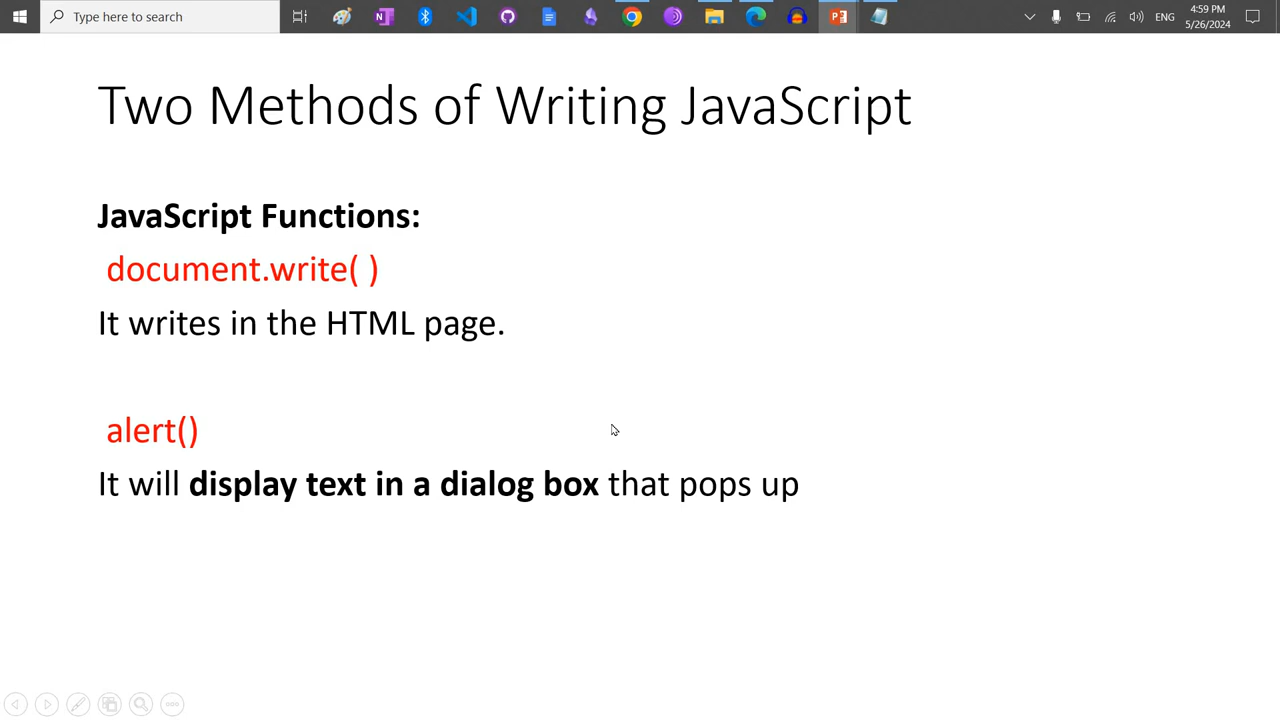 Type here to search
ENG
4:59 PM
5/26/2024
Two Methods of Writing JavaScript
JavaScript Functions:
document.write( )
It writes in the HTML page.
alert()
It will display text in a dialog box that pops up